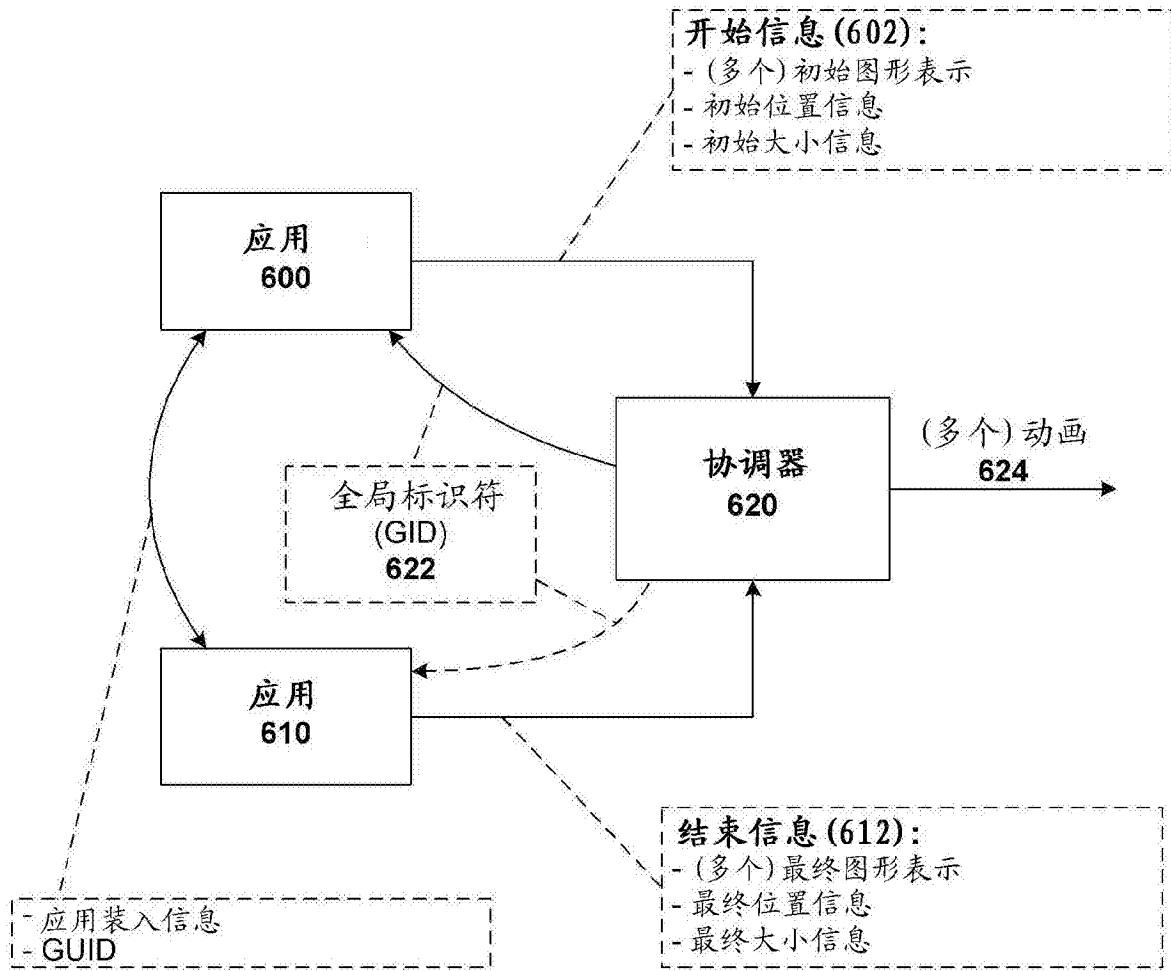 开始信息(602):
- (多个)初始图形表示
- 初始位置信息
- 初始大小信息
应用
600
(多个)动画
624
协调器
620
全局标识符
(GID)
622
应用
610
结束信息(612):
- (多个)最终图形表示
- 最终位置信息
- 最终大小信息
- 应用装入信息
- GUID